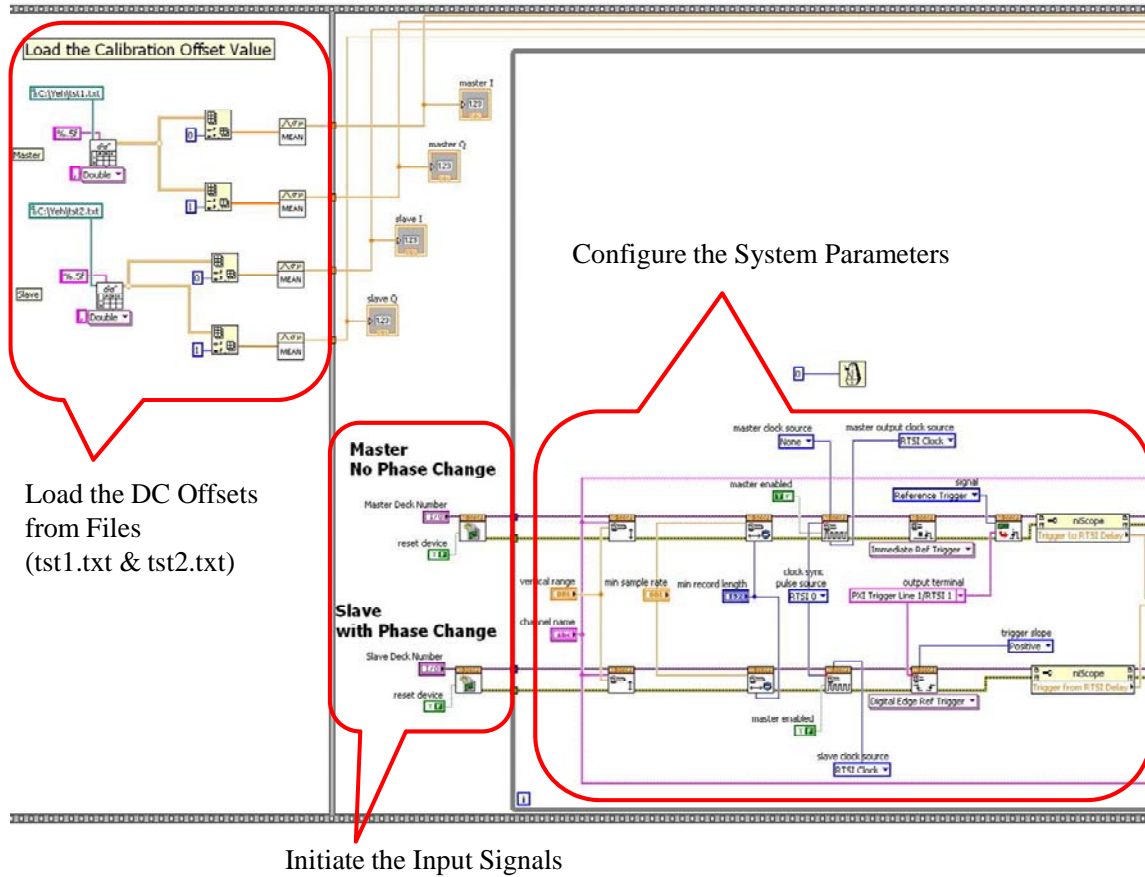 Load the Calibration Offset Value
C:\Yeh\tst1.txt
%.5f
Master
,
Double
0
1
MEAN
MEAN
C:\Yeh\tst2.txt
%.5f
Slave
,
Double
0
1
MEAN
MEAN
master I
123
master Q
123
slave I
123
slave Q
123
Load the DC Offsets
from Files
(tst1.txt & tst2.txt)
Configure the System Parameters
0
Master
No Phase Change
Master Deck Number
I/O
reset device
T F
Slave
with Phase Change
Slave Deck Number
I/O
reset device
T F
master clock source
None
master output clock source
RTSI Clock
signal
Reference Trigger
master enabled
niScope
Trigger to RTSI Delay
Immediate Ref Trigger
vertical range
min sample rate
min record length
clock sync
pulse source
RTSI 0
output terminal
PXI Trigger Line 1/RTSI 1
channel name
abc
trigger slope
Positive
niScope
Trigger from RTSI Delay
Digital Edge Ref Trigger
master enabled
slave clock source
RTSI Clock
i
Initiate the Input Signals